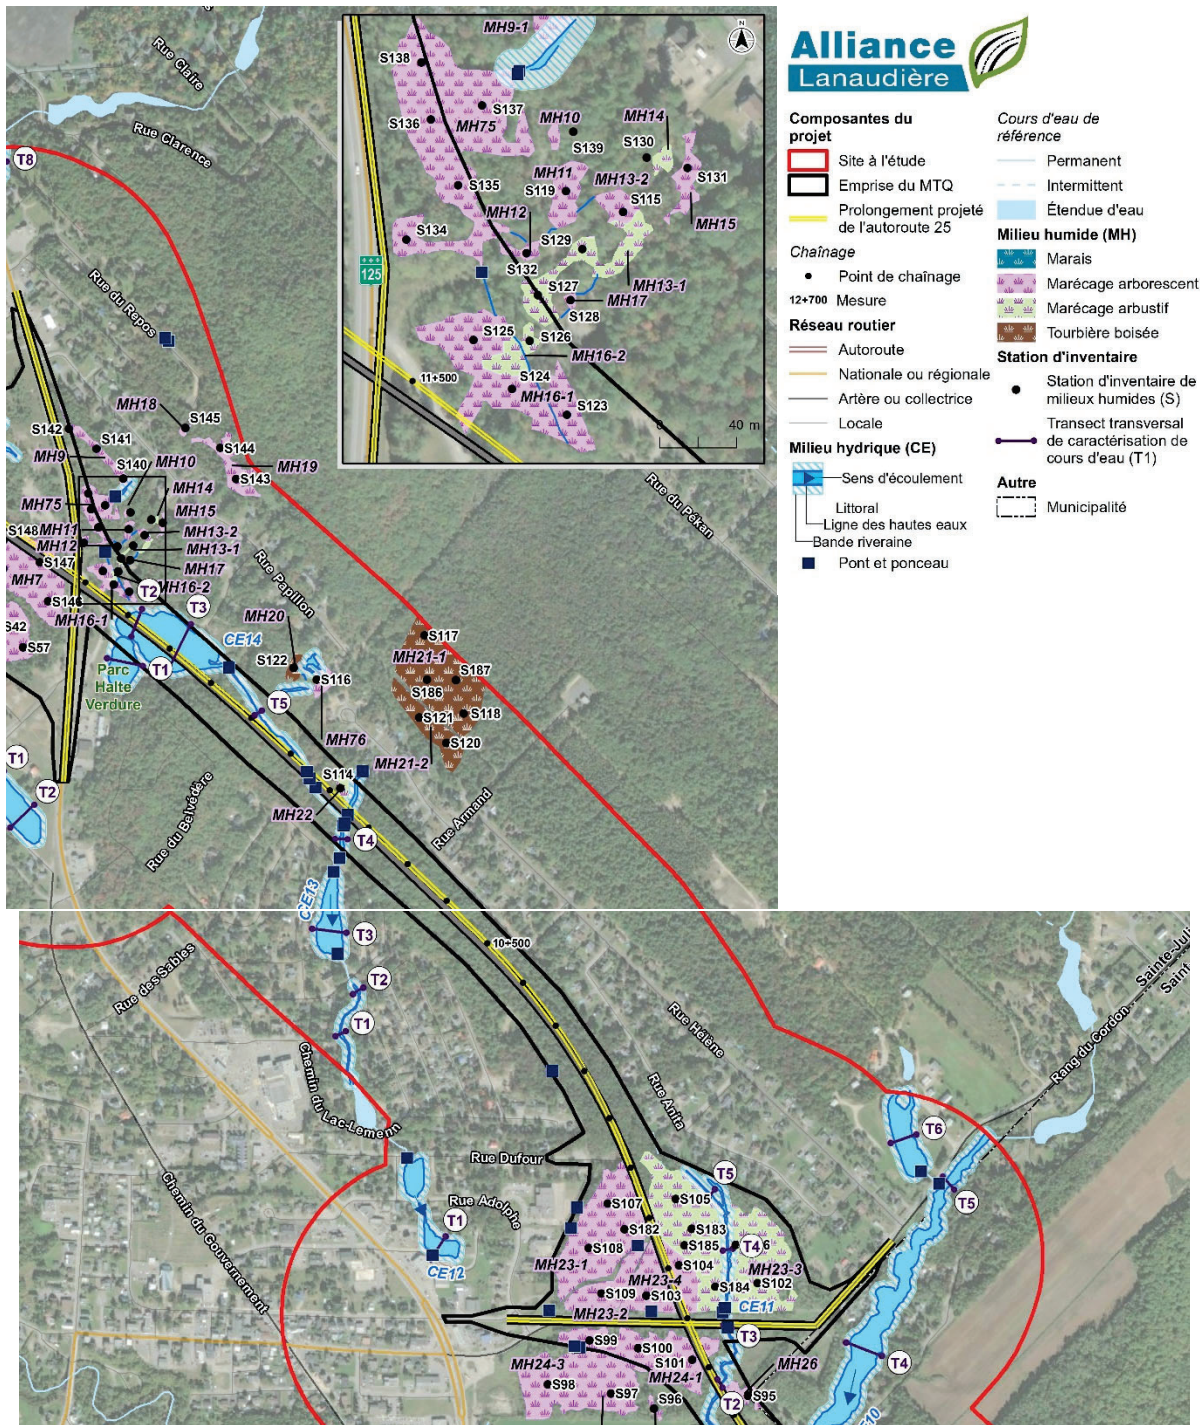 Rue Claire
Rue Clarence
T8
Rue du Repos
MH18
S145
S142
S141
S144
MH9
MH19
S140
S143
MH10
MH14
MH75
MH15
MH11
S148
MH13-2
MH12
MH13-1
S147
MH17
MH7
T2
MH16-2
S146
MH16-1
T3
S42
S57
CE14
Parc
Halte
Verdure
T1
Rue Papillon
MH20
S122
S116
T5
MH76
S117
MH21-1
S187
S186
S118
S121
S120
MH21-2
T1
T2
S114
MH22
Rue du Belvédère
Rue Armand
T4
Rue du Pékan
MH9-1
S138
N
S137
MH14
MH10
S136
MH75
S130
S139
S131
MH11
MH13-2
S135
S119
S115
MH12
MH15
S134
S129
125
S132
MH13-1
S127
MH17
S128
S125
S126
MH16-2
11+500
S124
MH16-1
S123
0
40 m
Alliance
Lanaudière
Composantes du
projet
Site à l'étude
Emprise du MTQ
Prolongement projeté
de l'autoroute 25
Chaînage
Point de chaînage
12+700 Mesure
Réseau routier
Autoroute
Nationale ou régionale
Artère ou collectrice
Locale
Milieu hydrique (CE)
Sens d'écoulement
Littoral
Ligne des hautes eaux
Bande riveraine
Pont et ponceau
Cours d'eau de
référence
Permanent
Intermittent
Étendue d'eau
Milieu humide (MH)
Marais
Marécage arborescent
Marécage arbustif
Tourbière boisée
Station d'inventaire
Station d'inventaire de
milieux humides (S)
Transect transversal
de caractérisation de
cours d'eau (T1)
Autre
Municipalité
CE13
T3
10+500
T2
T1
Rue des Sables
Chemin du Lac-Lemenn
Chemin du Gouvernement
Rue Dufour
Rue Adolphe
T1
CE12
Rue Hélène
Rue Anita
Rang du Cordon
Sainte-Juli
Saint
T6
T5
T5
S107
S105
S182
S183
S108
S185
T4
MH23-1
S104
MH23-3
MH23-4
S102
S184
S109
S103
MH23-2
CE11
S99
T3
S100
MH24-3
S101
MH26
MH24-1
S98
S97
S95
S96
T2
T4